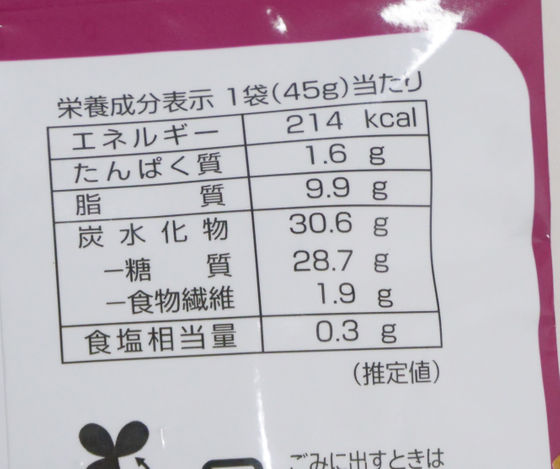 栄養成分表示 1袋(45g)当たり
エネルギー 214 kcal
たんぱく質 1.6 g
脂質 9.9 g
炭水化物 30.6 g
−糖質 28.7 g
−食物繊維 1.9 g
食塩相当量 0.3 g
(推定値)
ごみに出すときは